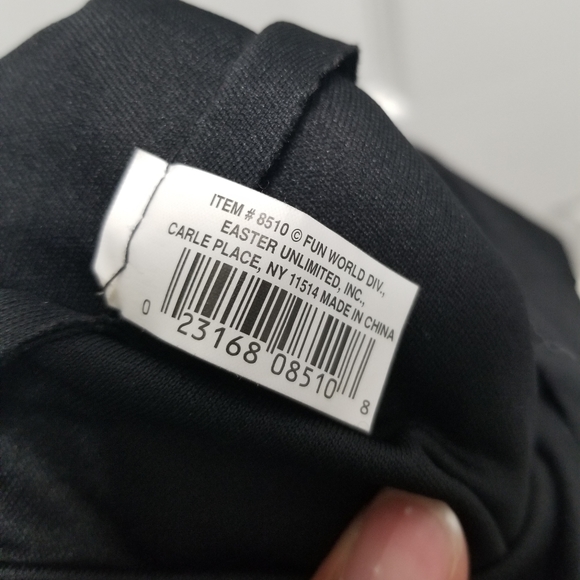 ITEM # 8510 © FUN WORLD DIV.,
EASTER UNLIMITED, INC.,
CARLE PLACE, NY 11514 MADE IN CHINA
0 23168 08510 8